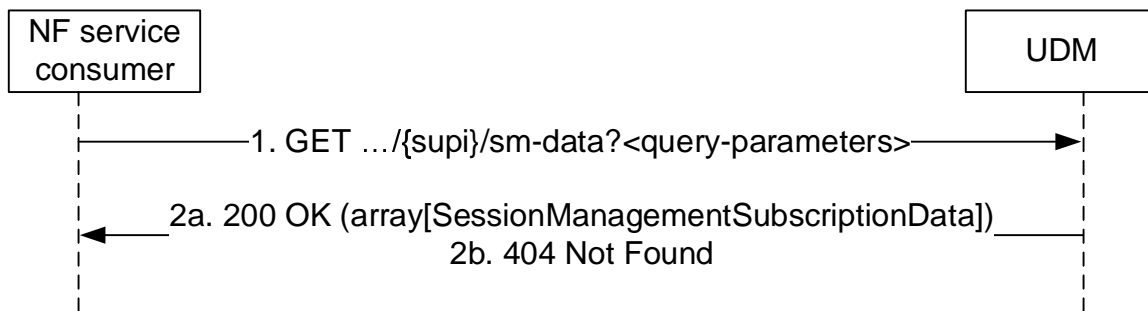 NF service
consumer
UDM
1. GET …/{supi}/sm-data?<query-parameters>
2a. 200 OK (array[SessionManagementSubscriptionData])
2b. 404 Not Found